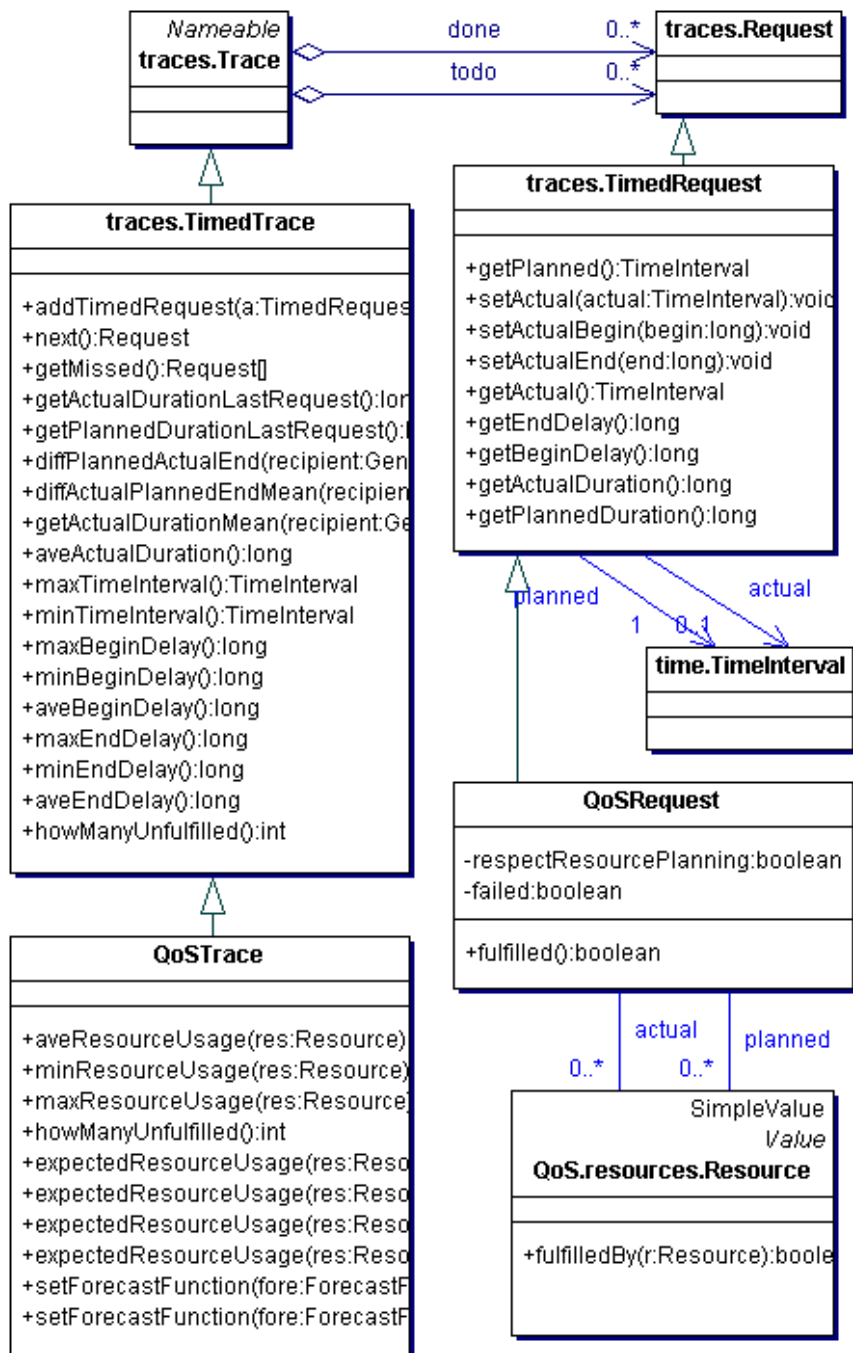 Nameable
traces.Trace
done
0..*
todo
0..*
traces.Request
traces.TimedTrace
+addTimedRequest(a:TimedReques
+next():Request
+getMissed():Request[]
+getActualDurationLastRequest():lon
+getPlannedDurationLastRequest():l
+diffPlannedActualEnd(recipient:Gen
+diffActualPlannedEndMean(recipien
+getActualDurationMean(recipient:Ge
+aveActualDuration():long
+maxTimeInterval():TimeInterval
+minTimeInterval():TimeInterval
+maxBeginDelay():long
+minBeginDelay():long
+aveBeginDelay():long
+maxEndDelay():long
+minEndDelay():long
+aveEndDelay():long
+howManyUnfulfilled():int
traces.TimedRequest
+getPlanned():TimeInterval
+setActual(actual:TimeInterval):void
+setActualBegin(begin:long):void
+setActualEnd(end:long):void
+getActual():TimeInterval
+getEndDelay():long
+getBeginDelay():long
+getActualDuration():long
+getPlannedDuration():long
planned
actual
1
0..1
time.TimeInterval
QoSRequest
-respectResourcePlanning:boolean
-failed:boolean
+fulfilled():boolean
QoSTrace
+aveResourceUsage(res:Resource)
+minResourceUsage(res:Resource)
+maxResourceUsage(res:Resource)
+howManyUnfulfilled():int
+expectedResourceUsage(res:Reso
+expectedResourceUsage(res:Reso
+expectedResourceUsage(res:Reso
+expectedResourceUsage(res:Reso
+setForecastFunction(fore:ForecastF
+setForecastFunction(fore:ForecastF
actual
planned
0..*
0..*
SimpleValue
Value
QoS.resources.Resource
+fulfilledBy(r:Resource):boole